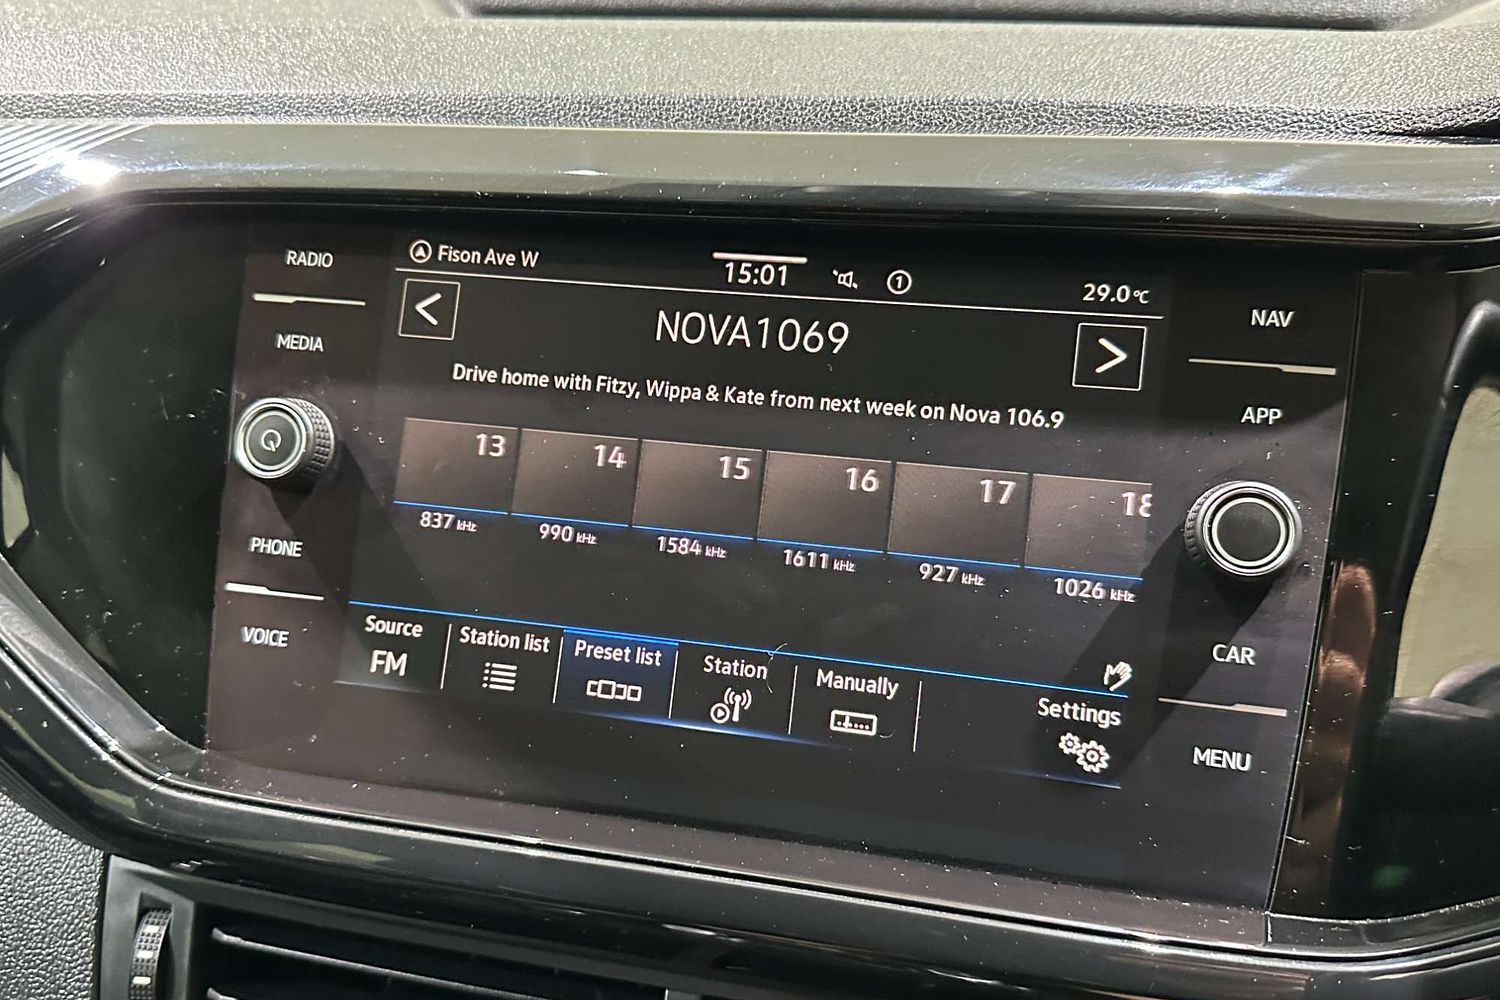 RADIO
MEDIA
PHONE
VOICE
Fison Ave W
15:01
1
29.0°C
<
NOVA1069
>
Drive home with Fitzy, Wippa & Kate from next week on Nova 106.9
13 14 15 16 17 18
837 kHz 990 kHz 1584 kHz 1611 kHz 927 kHz 1026 kHz
Source
FM
Station list
Preset list
Station
Manually
Settings
NAV
APP
CAR
MENU